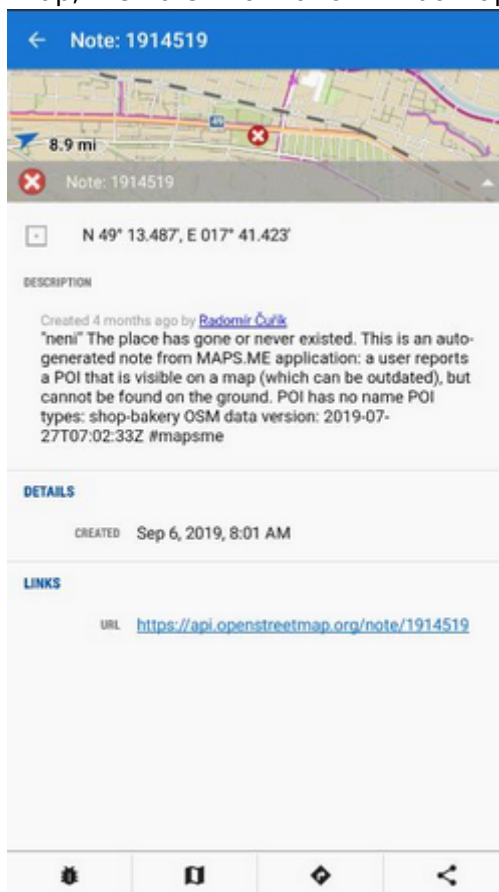 Note: 1914519
49
8.9 mi
Note: 1914519
N 49° 13.487', E 017° 41.423'
DESCRIPTION
Created 4 months ago by Radomír Čuřík
"neni" The place has gone or never existed. This is an auto-
generated note from MAPS.ME application: a user reports
a POI that is visible on a map (which can be outdated), but
cannot be found on the ground. POI has no name POI
types: shop-bakery OSM data version: 2019-07-
27T07:02:33Z #mapsme
DETAILS
CREATED Sep 6, 2019, 8:01 AM
LINKS
URL https://api.openstreetmap.org/note/1914519